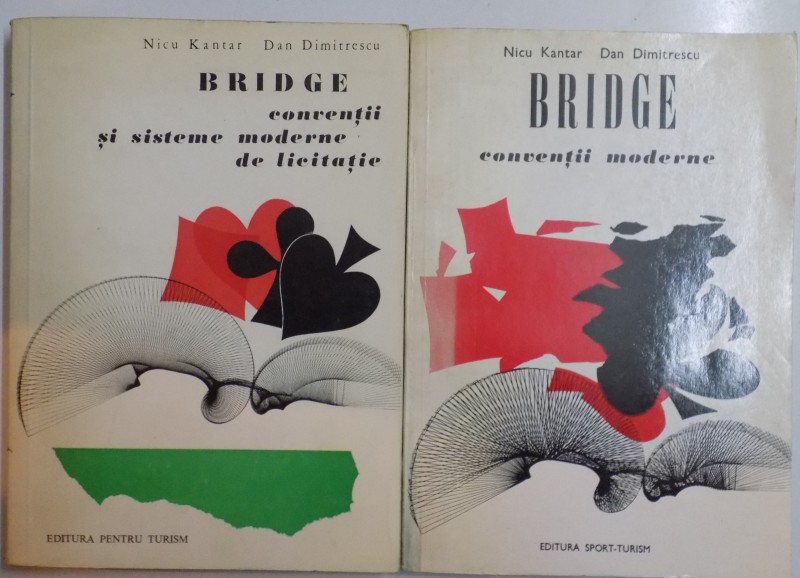 Nicu Kantar Dan Dimitrescu
BRIDGE
convenții
și sisteme moderne
de licitație
EDITURA PENTRU TURISM
Nicu Kantar Dan Dimitrescu
BRIDGE
convenții moderne
EDITURA SPORT-TURISM